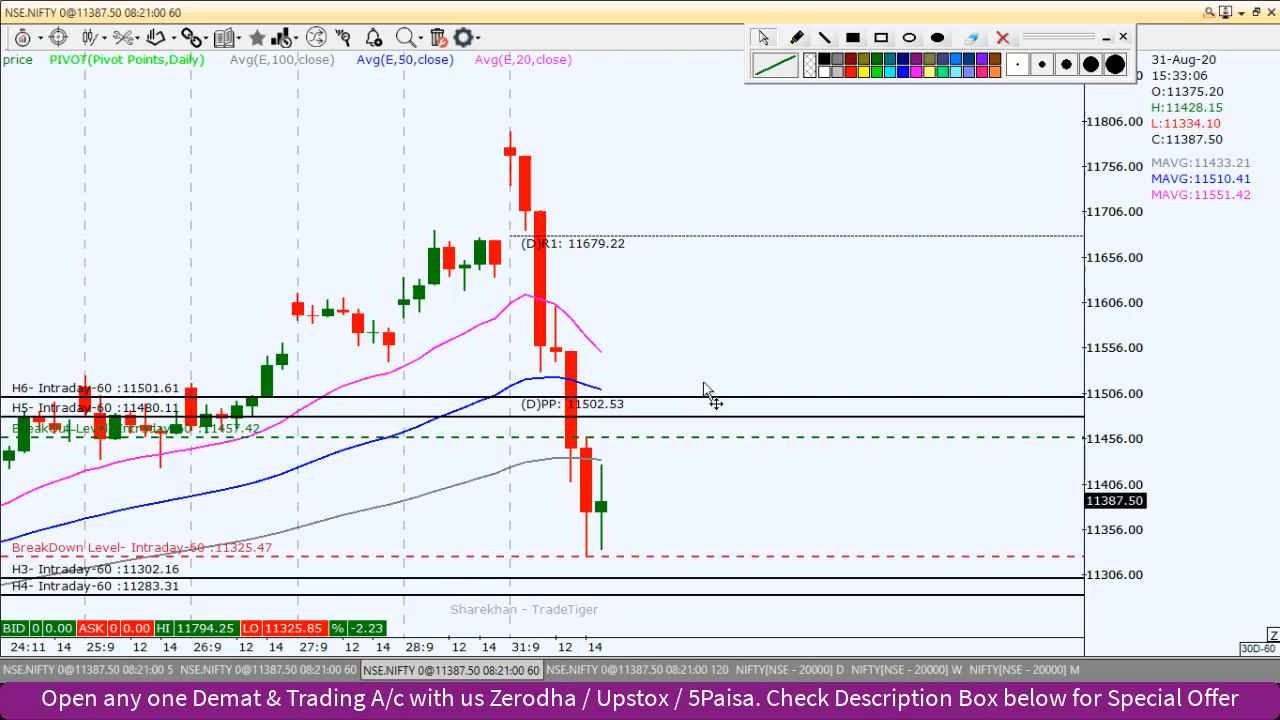 NSE.NIFTY 0@11387.50 08:21:00 60
price PIVOT(Pivot Points,Daily) Avg(E,100,close) Avg(E,50,close) Avg(E,20,close)
31-Aug-20
15:33:06
O:11375.20
H:11428.15
L:11334.10
C:11387.50
MAVG:11433.21
MAVG:11510.41
MAVG:11551.42
11806.00
11756.00
11706.00
11656.00
11606.00
11556.00
11506.00
11456.00
11406.00
11387.50
11356.00
11306.00
(D)R1: 11679.22
H6- Intraday-60 :11501.61
(D)PP: 11502.53
H5- Intraday-60 :11480.11
BreakOut Level- Intraday-60 :11457.42
BreakDown Level- Intraday-60 :11325.47
H3- Intraday-60 :11302.16
H4- Intraday-60 :11283.31
Sharekhan - TradeTiger
BID 0 0.00 ASK 0 0.00 HI 11794.25 LO 11325.85 % -2.23
Z
24:11 14 25:9 12 14 26:9 12 14 27:9 12 14 28:9 12 14 31:9 12 14
30D-60
NSE.NIFTY 0@11387.50 08:21:00 5 NSE.NIFTY 0@11387.50 08:21:00 60 NSE.NIFTY 0@11387.50 08:21:00 60 NSE.NIFTY 0@11387.50 08:21:00 120 NIFTY[NSE - 20000] D NIFTY[NSE - 20000] W NIFTY[NSE - 20000] M
Open any one Demat & Trading A/c with us Zerodha / Upstox / 5Paisa. Check Description Box below for Special Offer